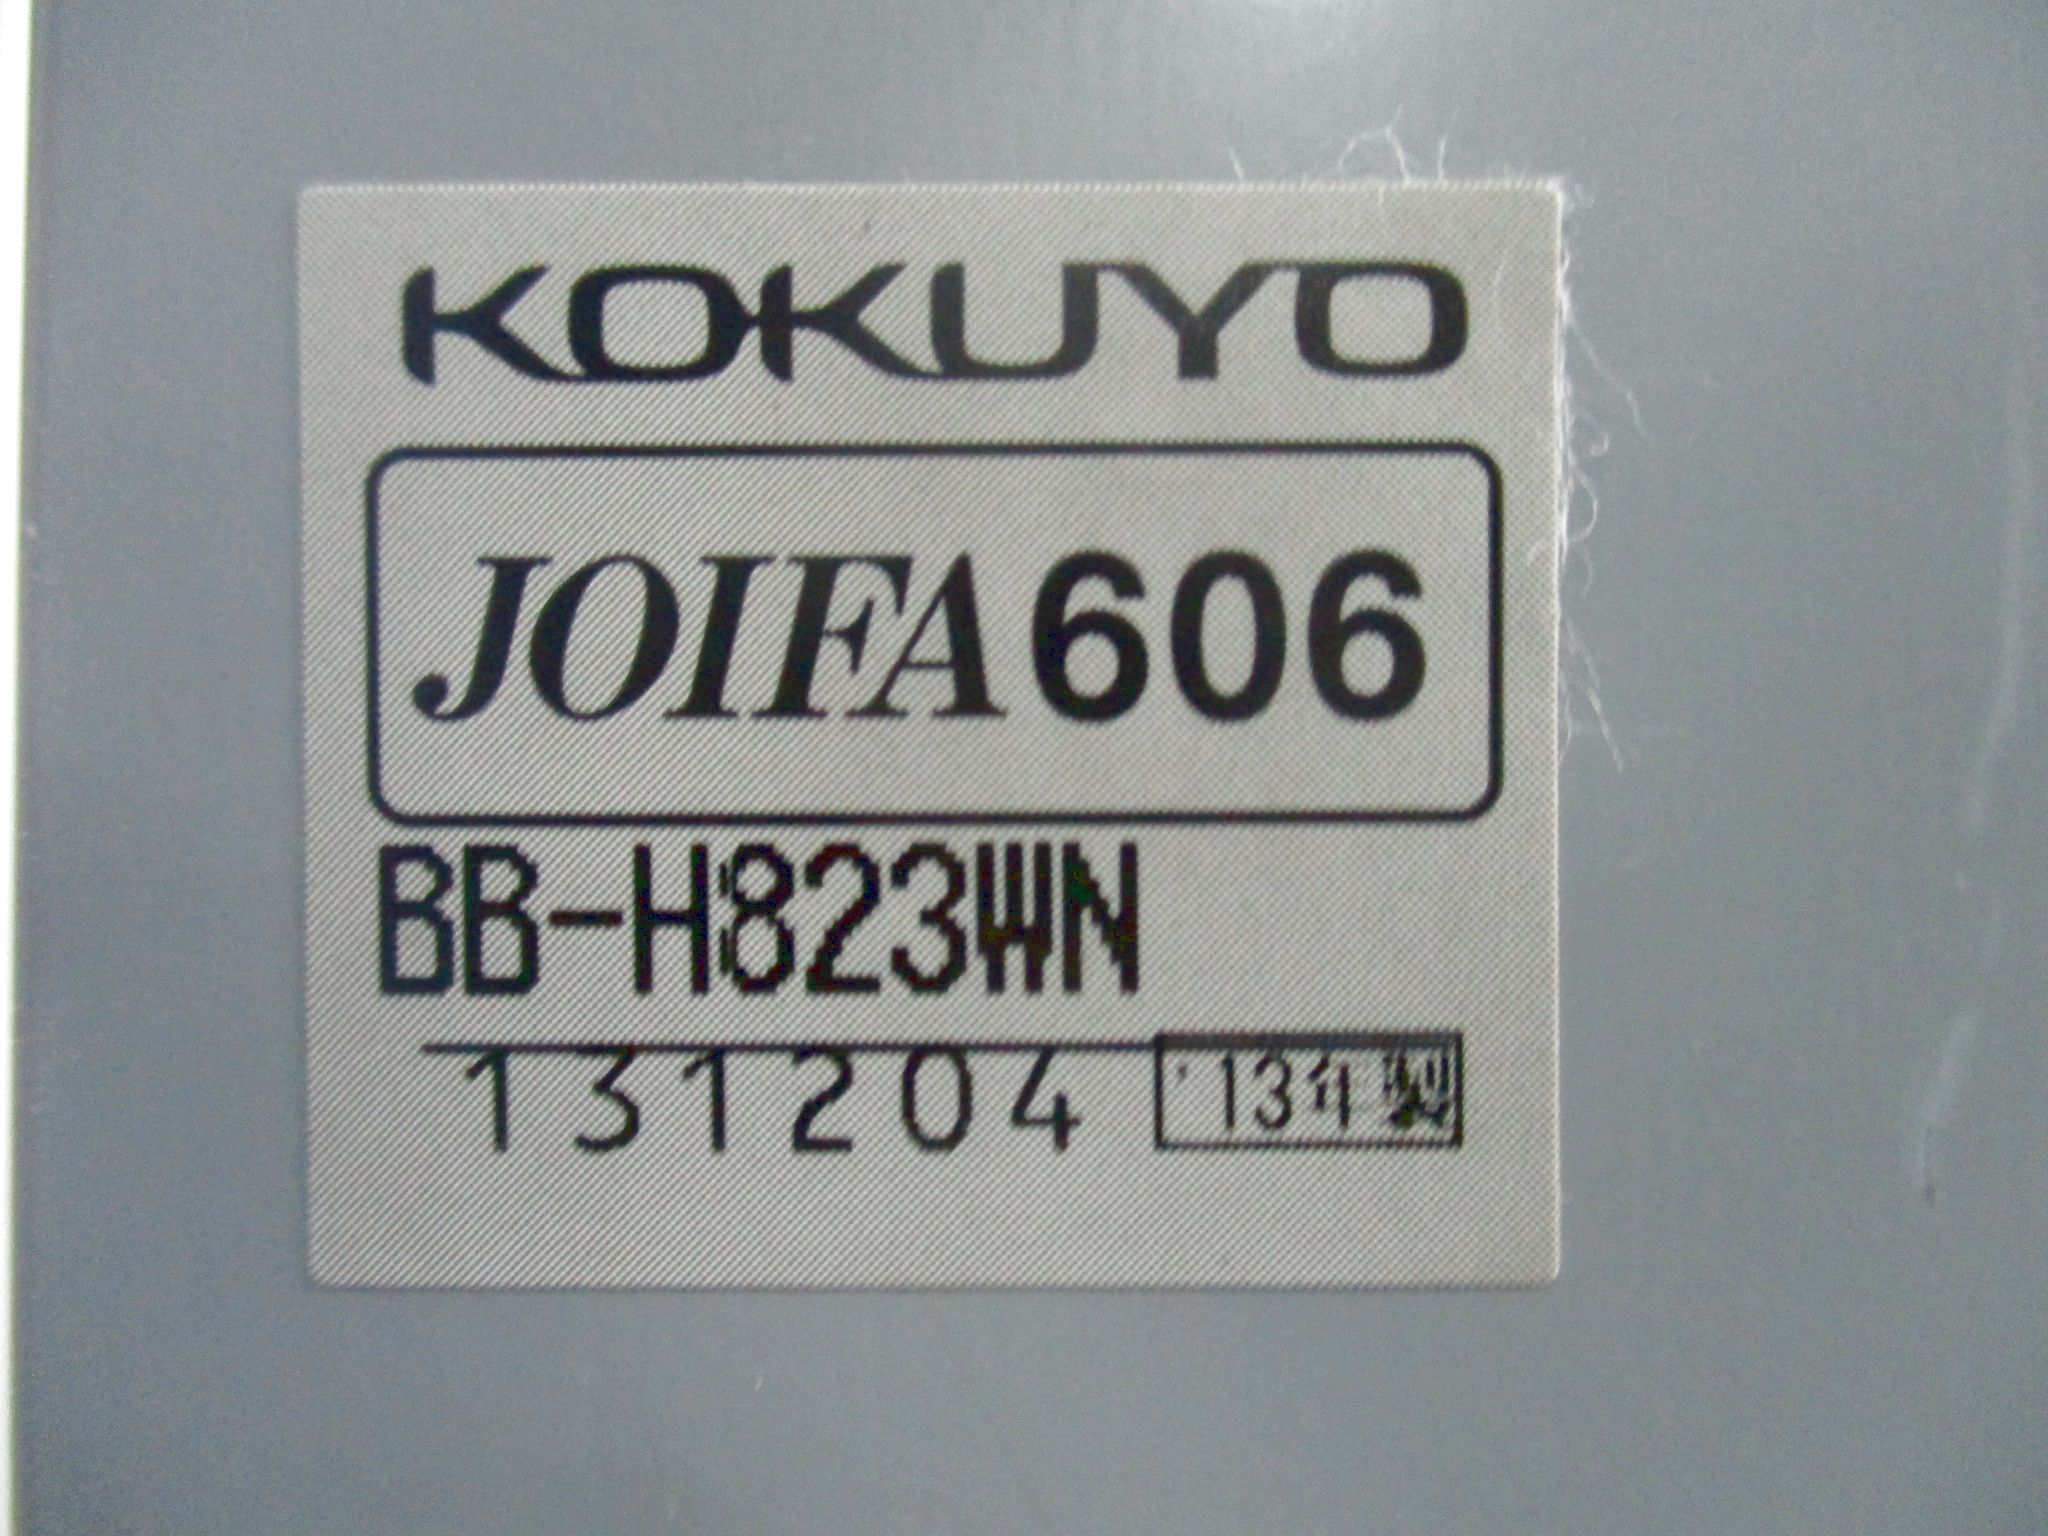 KOKUYO
JOIFA606
BB-H823WN
131204 '13年製